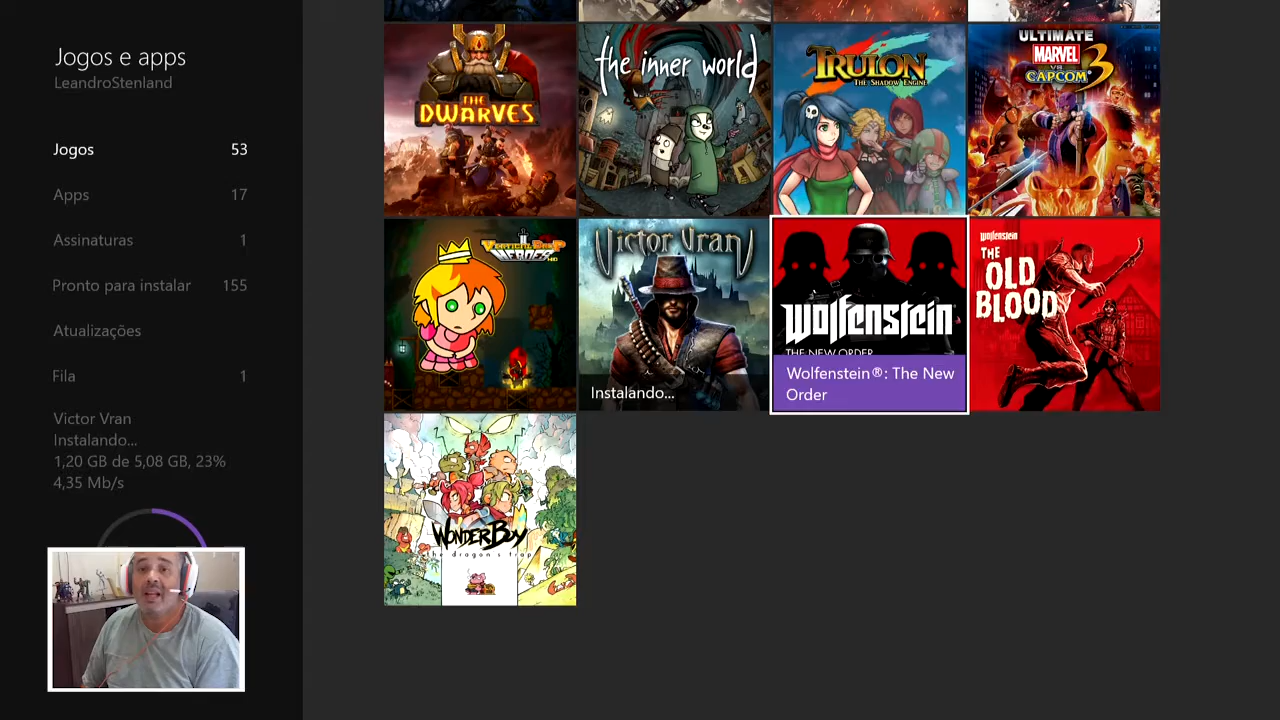 Jogos e apps
LeandroStenland
Jogos 53
Apps 17
Assinaturas 1
Pronto para instalar 155
Atualizações
Fila 1
Victor Vran
Instalando...
1,20 GB de 5,08 GB, 23%
4,35 Mb/s
THE
DWARVES
the inner world
TRULON
THE SHADOW ENGINE
ULTIMATE
MARVEL
VS
CAPCOM 3
VERTICAL DROP
HEROES HD
Victor Vran
Instalando...
Wolfenstein
THE NEW ORDER
Wolfenstein®: The New
Order
Wolfenstein
THE
OLD
BLOOD
WONDER BOY
the dragon's trap